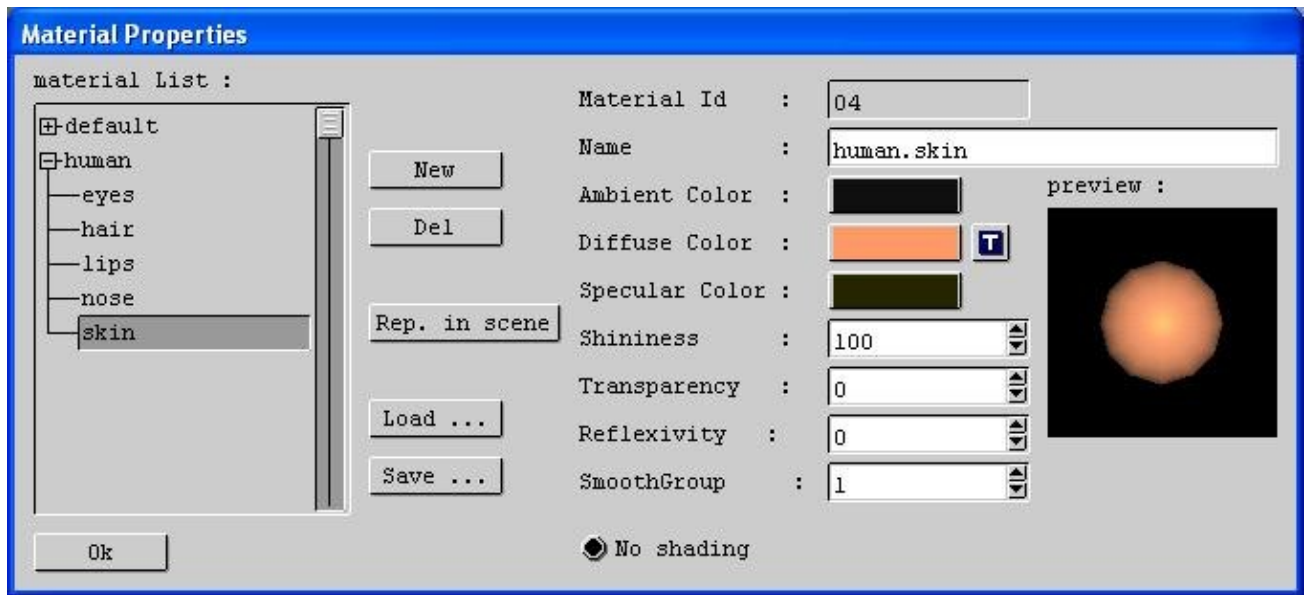 Material Properties
material List :
default
human
eyes
hair
lips
nose
skin
New
Del
Rep. in scene
Load ...
Save ...
Ok
Material Id : 04
Name : human.skin
Ambient Color :
Diffuse Color : T
Specular Color :
Shininess : 100
Transparency : 0
Reflexivity : 0
SmoothGroup : 1
No shading
preview :